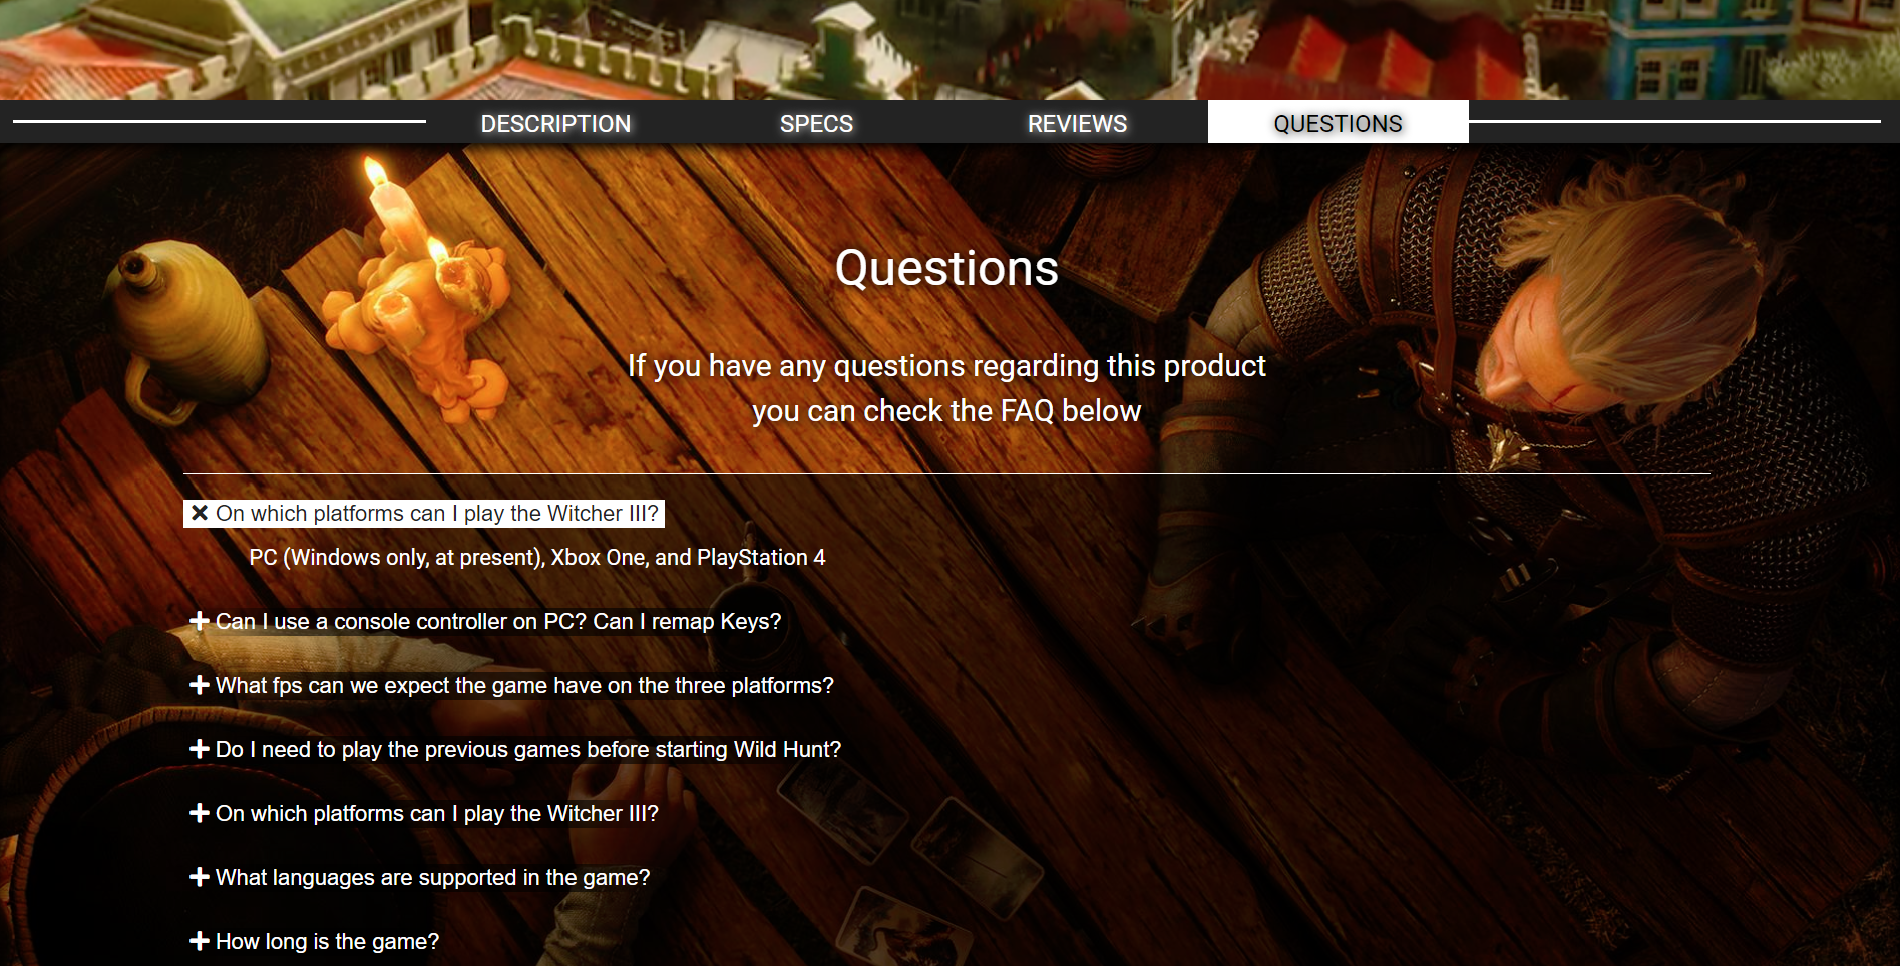 DESCRIPTION SPECS REVIEWS QUESTIONS
Questions
If you have any questions regarding this product
you can check the FAQ below
On which platforms can I play the Witcher III?
PC (Windows only, at present), Xbox One, and PlayStation 4
Can I use a console controller on PC? Can I remap Keys?
What fps can we expect the game have on the three platforms?
Do I need to play the previous games before starting Wild Hunt?
On which platforms can I play the Witcher III?
What languages are supported in the game?
How long is the game?